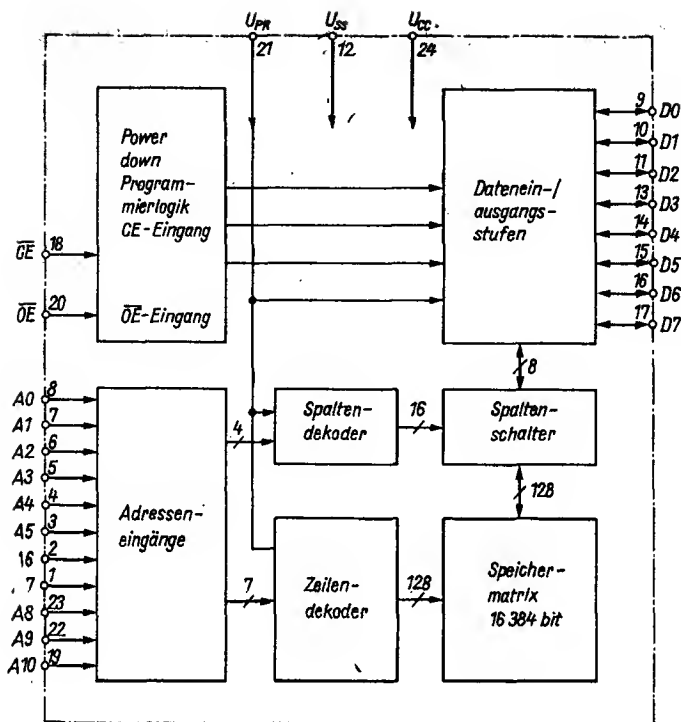 U_PR U_SS U_CC.
21 12 24
Power
down
Program-
mierlogik
CE-Eingang
OE̅-Eingang
C̅E̅ 18
O̅E̅ 20
Datenein-/
ausgangs-
stufen
9 D0
10 D1
11 D2
13 D3
14 D4
15 D5
16 D6
17 D7
8
A0 8
A1 7
A2 6
A3 5
A4 4
A5 3
16 2
7 1
A8 23
A9 22
A10 19
Adressen-
eingänge
4
Spalten-
dekoder
16
Spalten-
schalter
128
7
Zeilen-
dekoder
128
Speicher-
matrix
16 384 bit